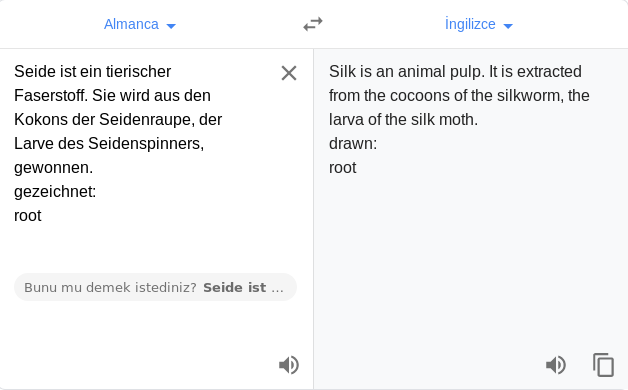 Almanca
İngilizce
Seide ist ein tierischer
Faserstoff. Sie wird aus den
Kokons der Seidenraupe, der
Larve des Seidenspinners,
gewonnen.
gezeichnet:
root
Bunu mu demek istediniz? Seide ist ...
Silk is an animal pulp. It is extracted
from the cocoons of the silkworm, the
larva of the silk moth.
drawn:
root